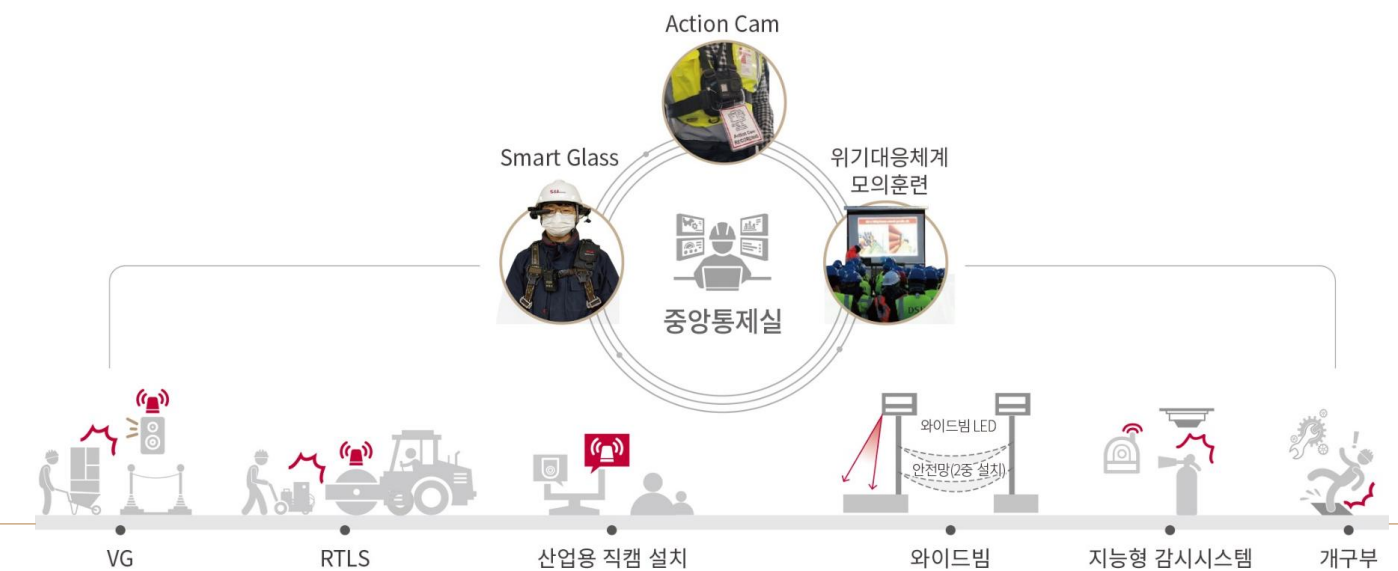 Action Cam
Smart Glass
위기대응체계
모의훈련
중앙통제실
와이드빔 LED
안전망(2중 설치)
VG
RTLS
산업용 직캠 설치
와이드빔
지능형 감시시스템
개구부